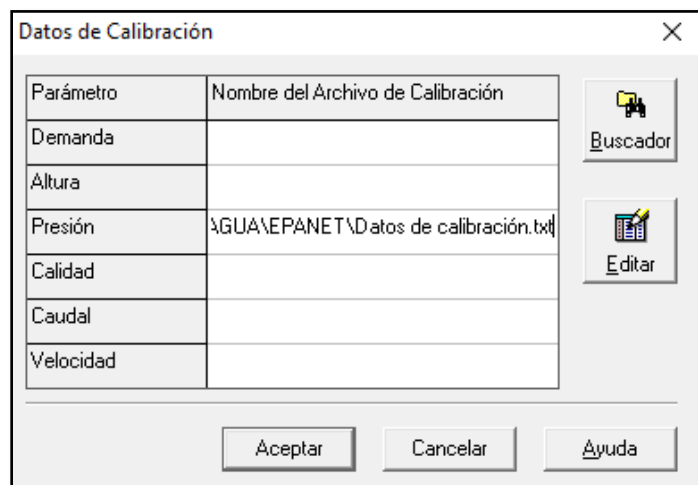 Datos de Calibración
Parámetro Nombre del Archivo de Calibración
Demanda
Altura
Presión \GUA\EPANET\Datos de calibración.txt
Calidad
Caudal
Velocidad
Buscador
Editar
Aceptar Cancelar Ayuda